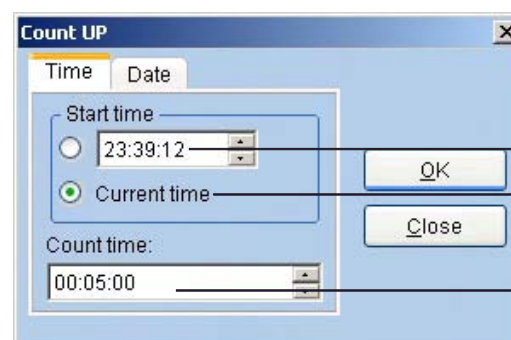 Count UP
Time Date
Start time
23:39:12
Current time
OK
Close
Count time:
00:05:00